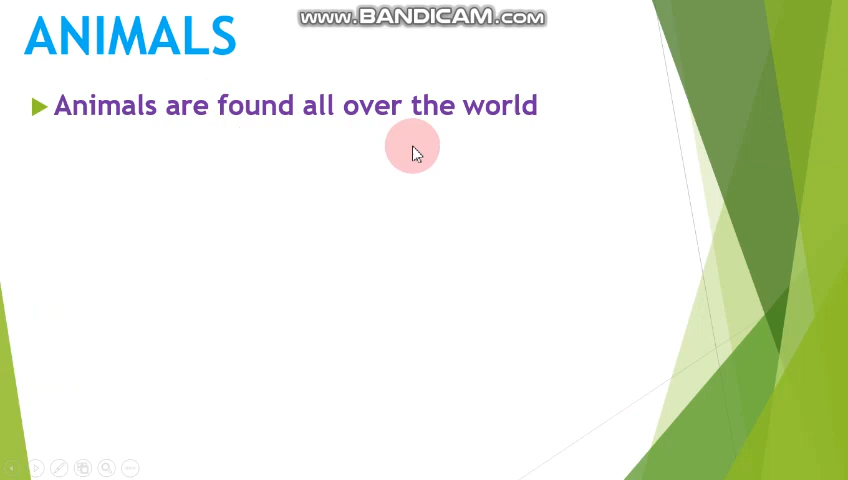 www.BANDICAM.com
ANIMALS
Animals are found all over the world